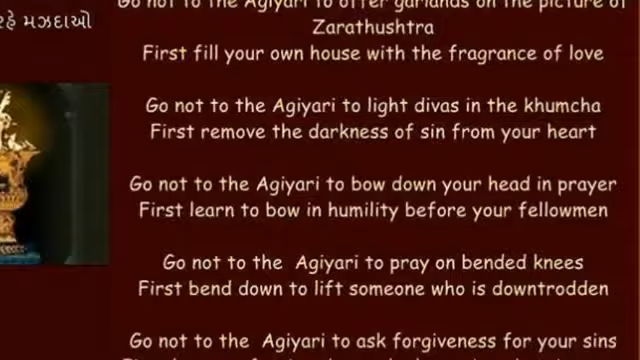 રહે મઝદાઓ
Go not to the Agiyari to offer garlands on the picture of
Zarathushtra
First fill your own house with the fragrance of love
Go not to the Agiyari to light divas in the khumcha
First remove the darkness of sin from your heart
Go not to the Agiyari to bow down your head in prayer
First learn to bow in humility before your fellowmen
Go not to the Agiyari to pray on bended knees
First bend down to lift someone who is downtrodden
Go not to the Agiyari to ask forgiveness for your sins